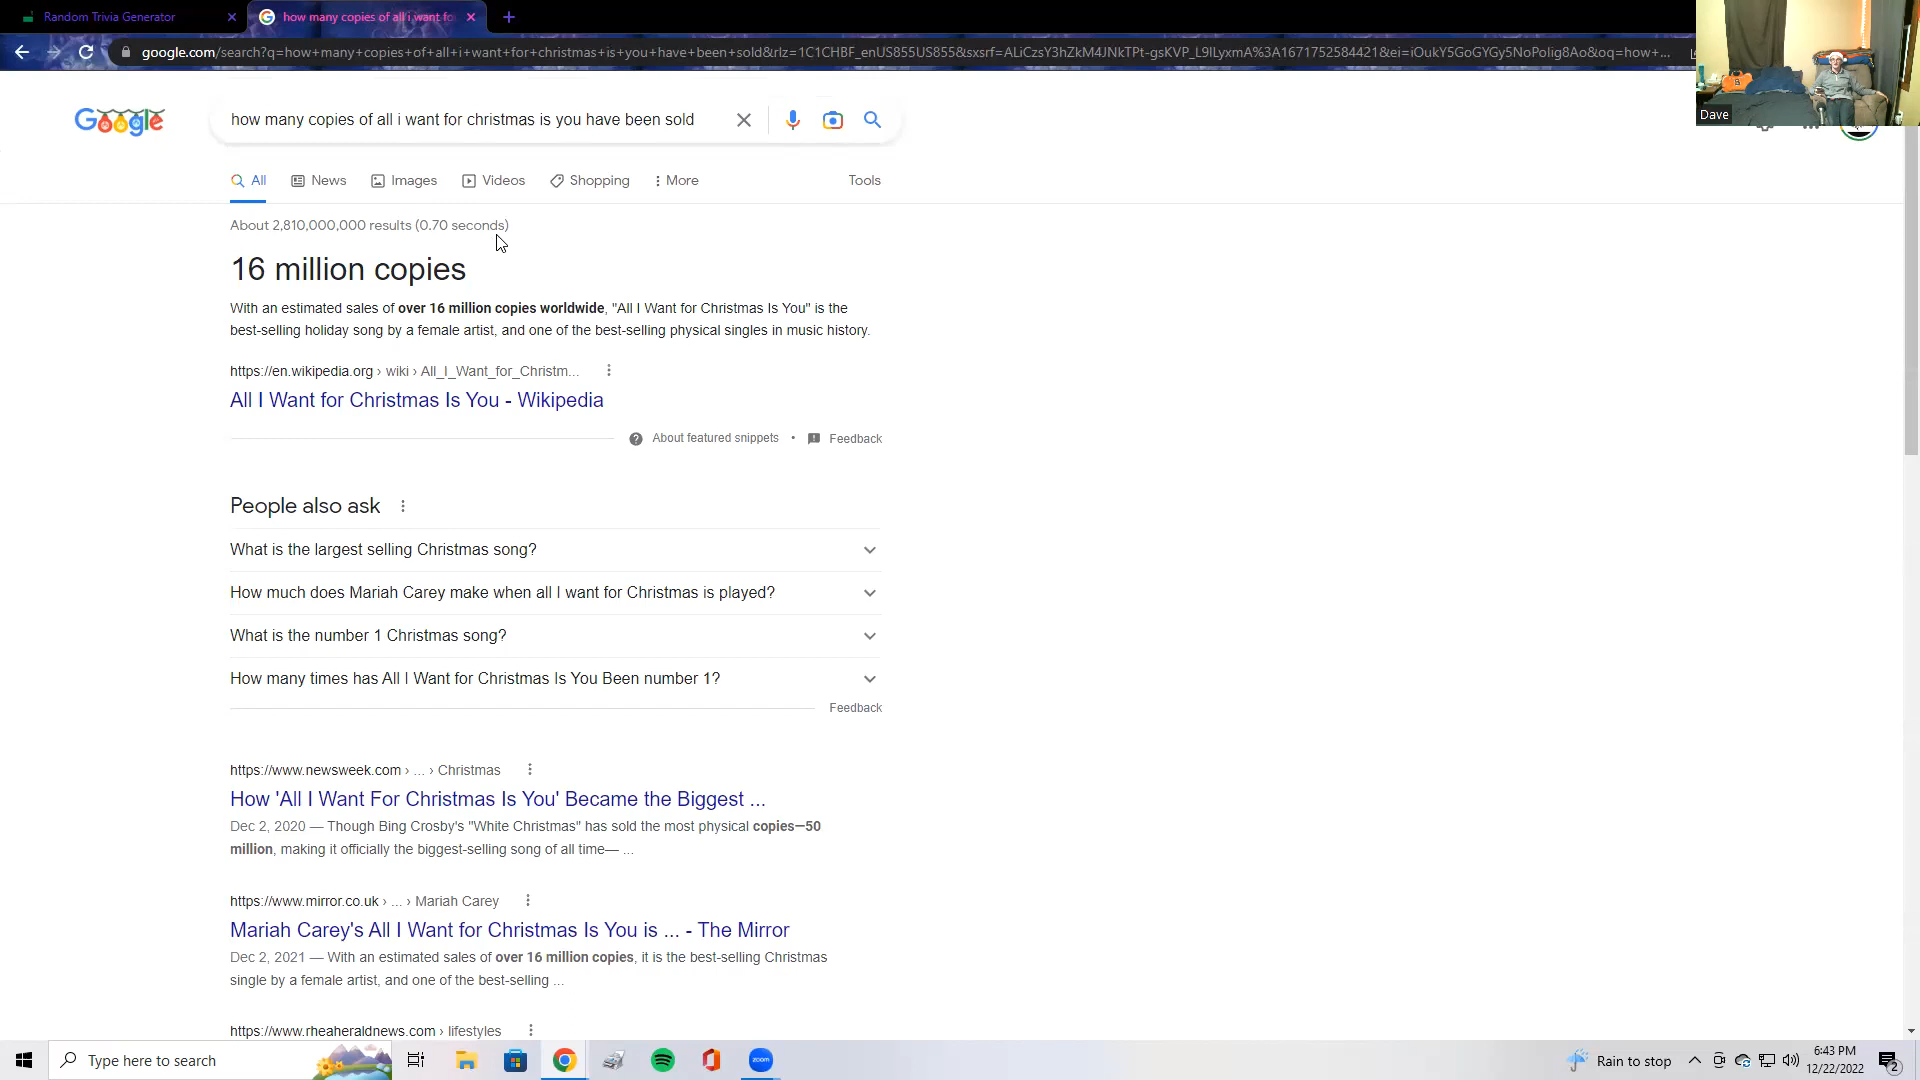 Random Trivia Generator
how many copies of all i want fo
google.com/search?q=how+many+copies+of+all+i+want+for+christmas+is+you+have+been+sold&rlz=1C1CHBF_enUS855US855&sxsrf=ALiCzsY3hZkM4JNkTPt-gsKVP_L9lLyxmA%3A1671752584421&ei=iOukY5GoGYGy5NoPolig8Ao&oq=how+...
Dave
Google
how many copies of all i want for christmas is you have been sold
All
News
Images
Videos
Shopping
More
Tools
About 2,810,000,000 results (0.70 seconds)
16 million copies
With an estimated sales of over 16 million copies worldwide, "All I Want for Christmas Is You" is the
best-selling holiday song by a female artist, and one of the best-selling physical singles in music history.
https://en.wikipedia.org › wiki › All_I_Want_for_Christm...
All I Want for Christmas Is You - Wikipedia
About featured snippets • Feedback
People also ask
What is the largest selling Christmas song?
How much does Mariah Carey make when all I want for Christmas is played?
What is the number 1 Christmas song?
How many times has All I Want for Christmas Is You Been number 1?
Feedback
https://www.newsweek.com › ... › Christmas
How 'All I Want For Christmas Is You' Became the Biggest ...
Dec 2, 2020 — Though Bing Crosby's "White Christmas" has sold the most physical copies—50
million, making it officially the biggest-selling song of all time— ...
https://www.mirror.co.uk › ... › Mariah Carey
Mariah Carey's All I Want for Christmas Is You is ... - The Mirror
Dec 2, 2021 — With an estimated sales of over 16 million copies, it is the best-selling Christmas
single by a female artist, and one of the best-selling ...
https://www.rheaheraldnews.com › lifestyles
Type here to search
zoom
Rain to stop
6:43 PM
12/22/2022
2